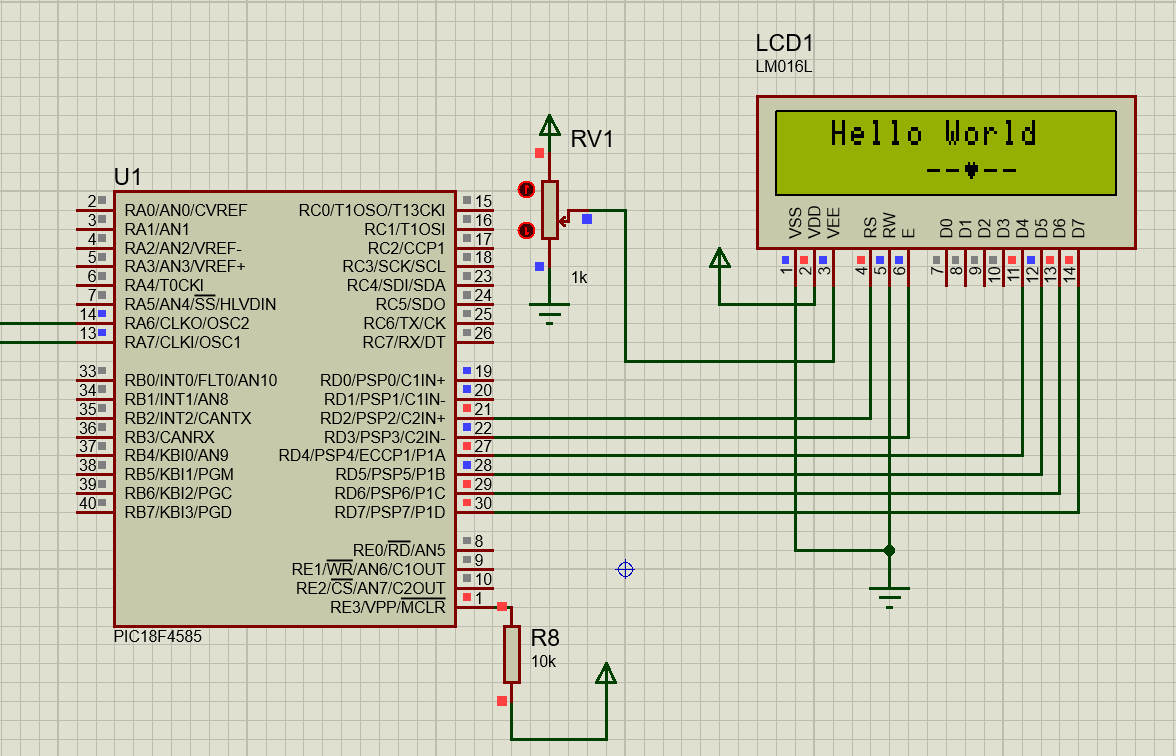 LCD1
LM016L
Hello World
--♥--
VSS
VDD
VEE
RS
RW
E
D0
D1
D2
D3
D4
D5
D6
D7
1
2
3
4
5
6
7
8
9
10
11
12
13
14
RV1
1k
U1
2 RA0/AN0/CVREF RC0/T1OSO/T13CKI 15
3 RA1/AN1 RC1/T1OSI 16
4 RA2/AN2/VREF- RC2/CCP1 17
5 RA3/AN3/VREF+ RC3/SCK/SCL 18
6 RA4/T0CKI RC4/SDI/SDA 23
7 RA5/AN4/SS/HLVDIN RC5/SDO 24
14 RA6/CLKO/OSC2 RC6/TX/CK 25
13 RA7/CLKI/OSC1 RC7/RX/DT 26
33 RB0/INT0/FLT0/AN10 RD0/PSP0/C1IN+ 19
34 RB1/INT1/AN8 RD1/PSP1/C1IN- 20
35 RB2/INT2/CANTX RD2/PSP2/C2IN+ 21
36 RB3/CANRX RD3/PSP3/C2IN- 22
37 RB4/KBI0/AN9 RD4/PSP4/ECCP1/P1A 27
38 RB5/KBI1/PGM RD5/PSP5/P1B 28
39 RB6/KBI2/PGC RD6/PSP6/P1C 29
40 RB7/KBI3/PGD RD7/PSP7/P1D 30
RE0/RD/AN5 8
RE1/WR/AN6/C1OUT 9
RE2/CS/AN7/C2OUT 10
RE3/VPP/MCLR 1
PIC18F4585
R8
10k